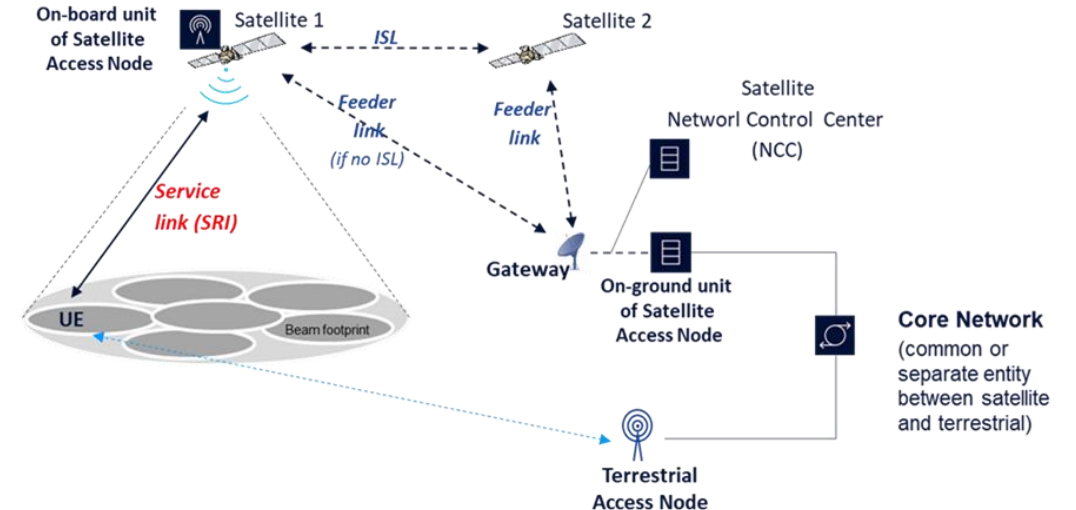 On-board unit
of Satellite
Access Node
Satellite 1
ISL
Satellite 2
Feeder
link
(if no ISL)
Feeder
link
Satellite
Networl Control Center
(NCC)
Service
link (SRI)
Gateway
On-ground unit
of Satellite
Access Node
UE
Beam footprint
Core Network
(common or
separate entity
between satellite
and terrestrial)
Terrestrial
Access Node